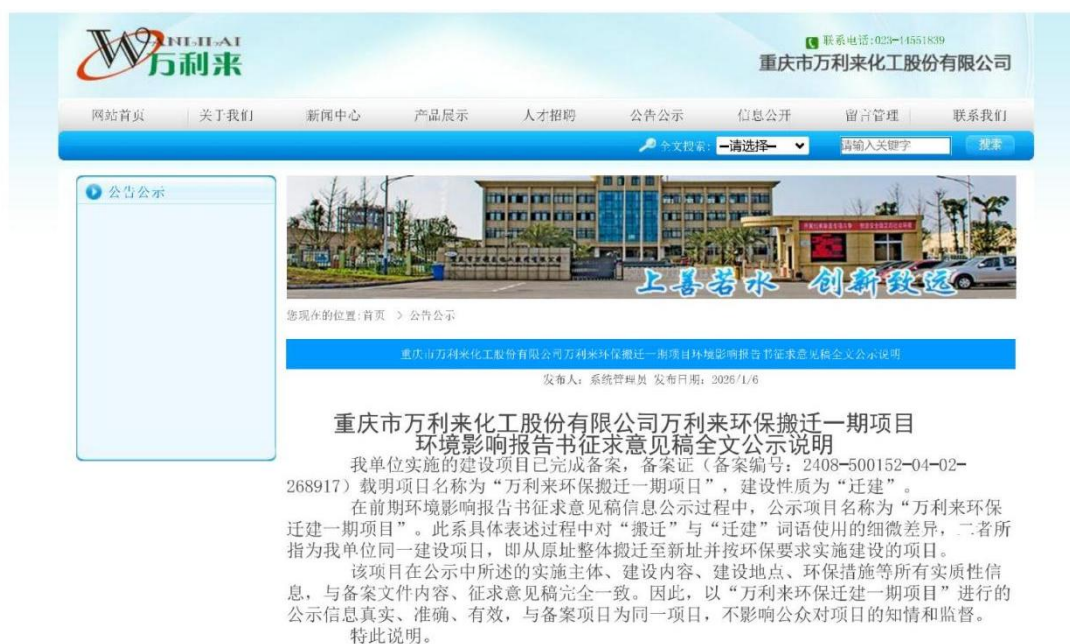 WANLILAI
万利来
联系电话:023-14551839
重庆市万利来化工股份有限公司
网站首页 关于我们 新闻中心 产品展示 人才招聘 公告公示 信息公开 留言管理 联系我们
全文搜索: —请选择— 请输入关键字 搜索
公告公示
上善若水 创新致远
您现在的位置:首页 > 公告公示
重庆市万利来化工股份有限公司万利来环保搬迁一期项目环境影响报告书征求意见稿全文公示说明
发布人: 系统管理员 发布日期: 2026/1/6
重庆市万利来化工股份有限公司万利来环保搬迁一期项目
环境影响报告书征求意见稿全文公示说明
我单位实施的建设项目已完成备案，备案证（备案编号：2408-500152-04-02-
268917）载明项目名称为“万利来环保搬迁一期项目”，建设性质为“迁建”。
在前期环境影响报告书征求意见稿信息公示过程中，公示项目名称为“万利来环保
迁建一期项目”。此系具体表述过程中对“搬迁”与“迁建”词语使用的细微差异，二者所
指为我单位同一建设项目，即从原址整体搬迁至新址并按环保要求实施建设的项目。
该项目在公示中所述的实施主体、建设内容、建设地点、环保措施等所有实质性信
息，与备案文件内容、征求意见稿完全一致。因此，以“万利来环保迁建一期项目”进行的
公示信息真实、准确、有效，与备案项目为同一项目，不影响公众对项目的知情和监督。
特此说明。